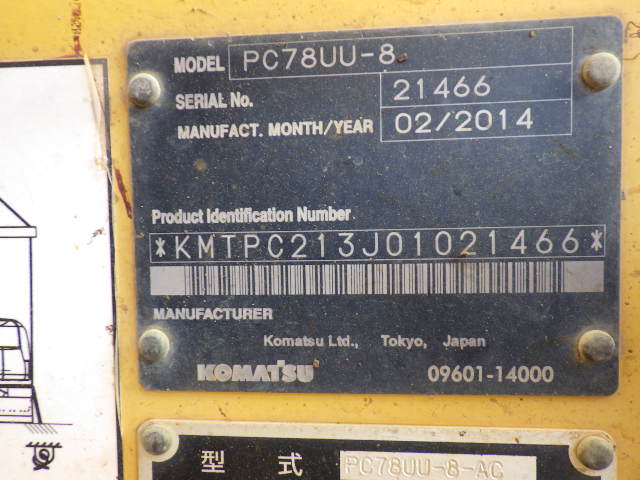 MODEL PC78UU-8
SERIAL No. 21466
MANUFACT. MONTH/YEAR 02/2014
Product Identification Number
*KMTPC213J01021466*
MANUFACTURER
Komatsu Ltd., Tokyo, Japan
KOMATSU 09601-14000
型式 PC78UU-8-AC